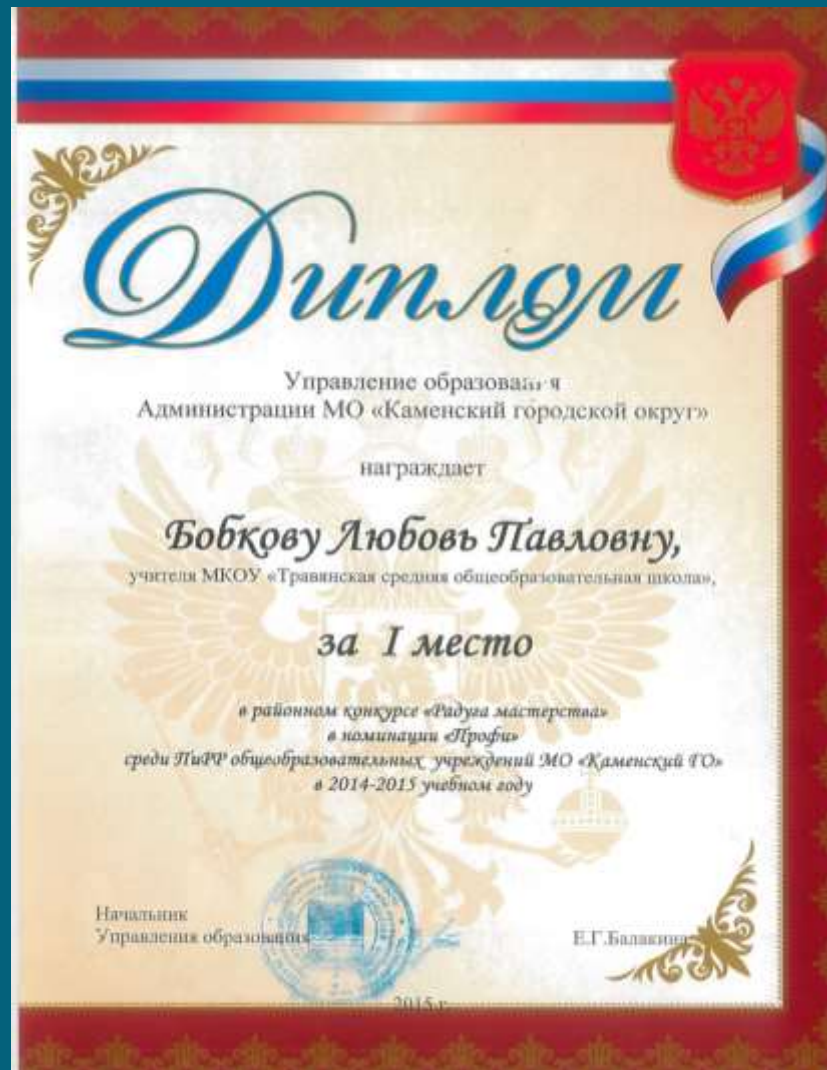 Диплом
Управление образования
Администрации МО «Каменский городской округ»
награждает
Бобкову Любовь Павловну,
учителя МКОУ «Травянская средняя общеобразовательная школа»,
за I место
в районном конкурсе «Радуга мастерства»
в номинации «Профи»
среди ПиРР общеобразовательных учреждений МО «Каменский ГО»
в 2014-2015 учебном году
Начальник
Управления образования
Е.Г.Балакина
2015 г.